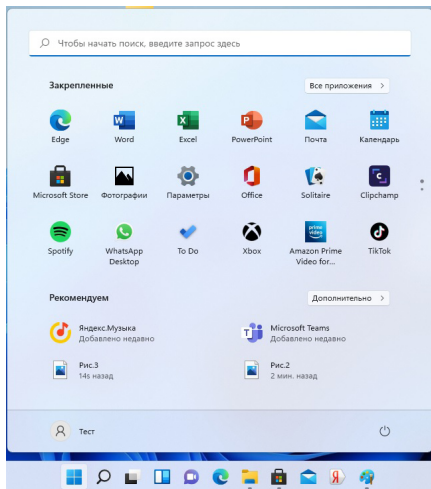 Чтобы начать поиск, введите запрос здесь
Закрепленные
Все приложения >
Edge
Word
Excel
PowerPoint
Почта
Календарь
Microsoft Store
Фотографии
Параметры
Office
Solitaire
Clipchamp
Spotify
WhatsApp
Desktop
To Do
Xbox
Amazon Prime
Video for...
TikTok
prime
video
Рекомендуем
Дополнительно >
Яндекс.Музыка
Добавлено недавно
Microsoft Teams
Добавлено недавно
Рис.3
14s назад
Рис.2
2 мин. назад
Тест